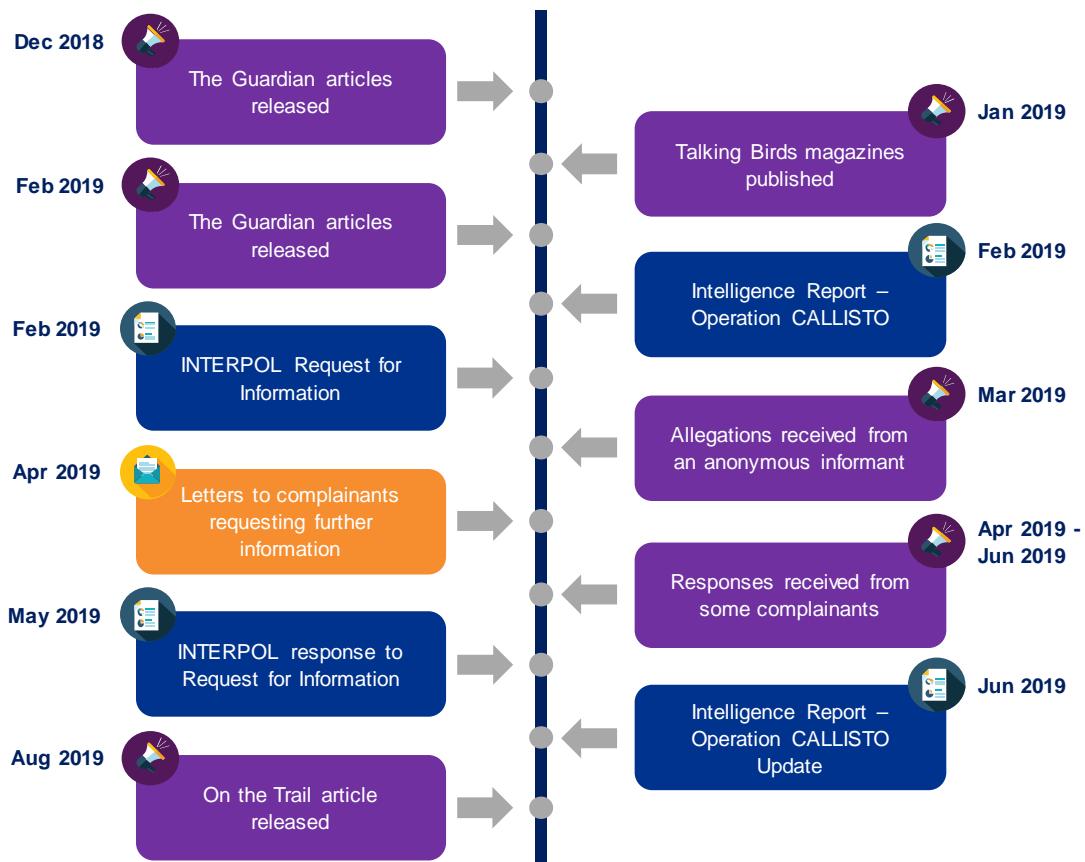 Dec 2018
The Guardian articles
released
Jan 2019
Talking Birds magazines
published
Feb 2019
The Guardian articles
released
Feb 2019
Intelligence Report –
Operation CALLISTO
Feb 2019
INTERPOL Request for
Information
Mar 2019
Allegations received from
an anonymous informant
Apr 2019
Letters to complainants
requesting further
information
Apr 2019 -
Jun 2019
Responses received from
some complainants
May 2019
INTERPOL response to
Request for Information
Jun 2019
Intelligence Report –
Operation CALLISTO
Update
Aug 2019
On the Trail article
released